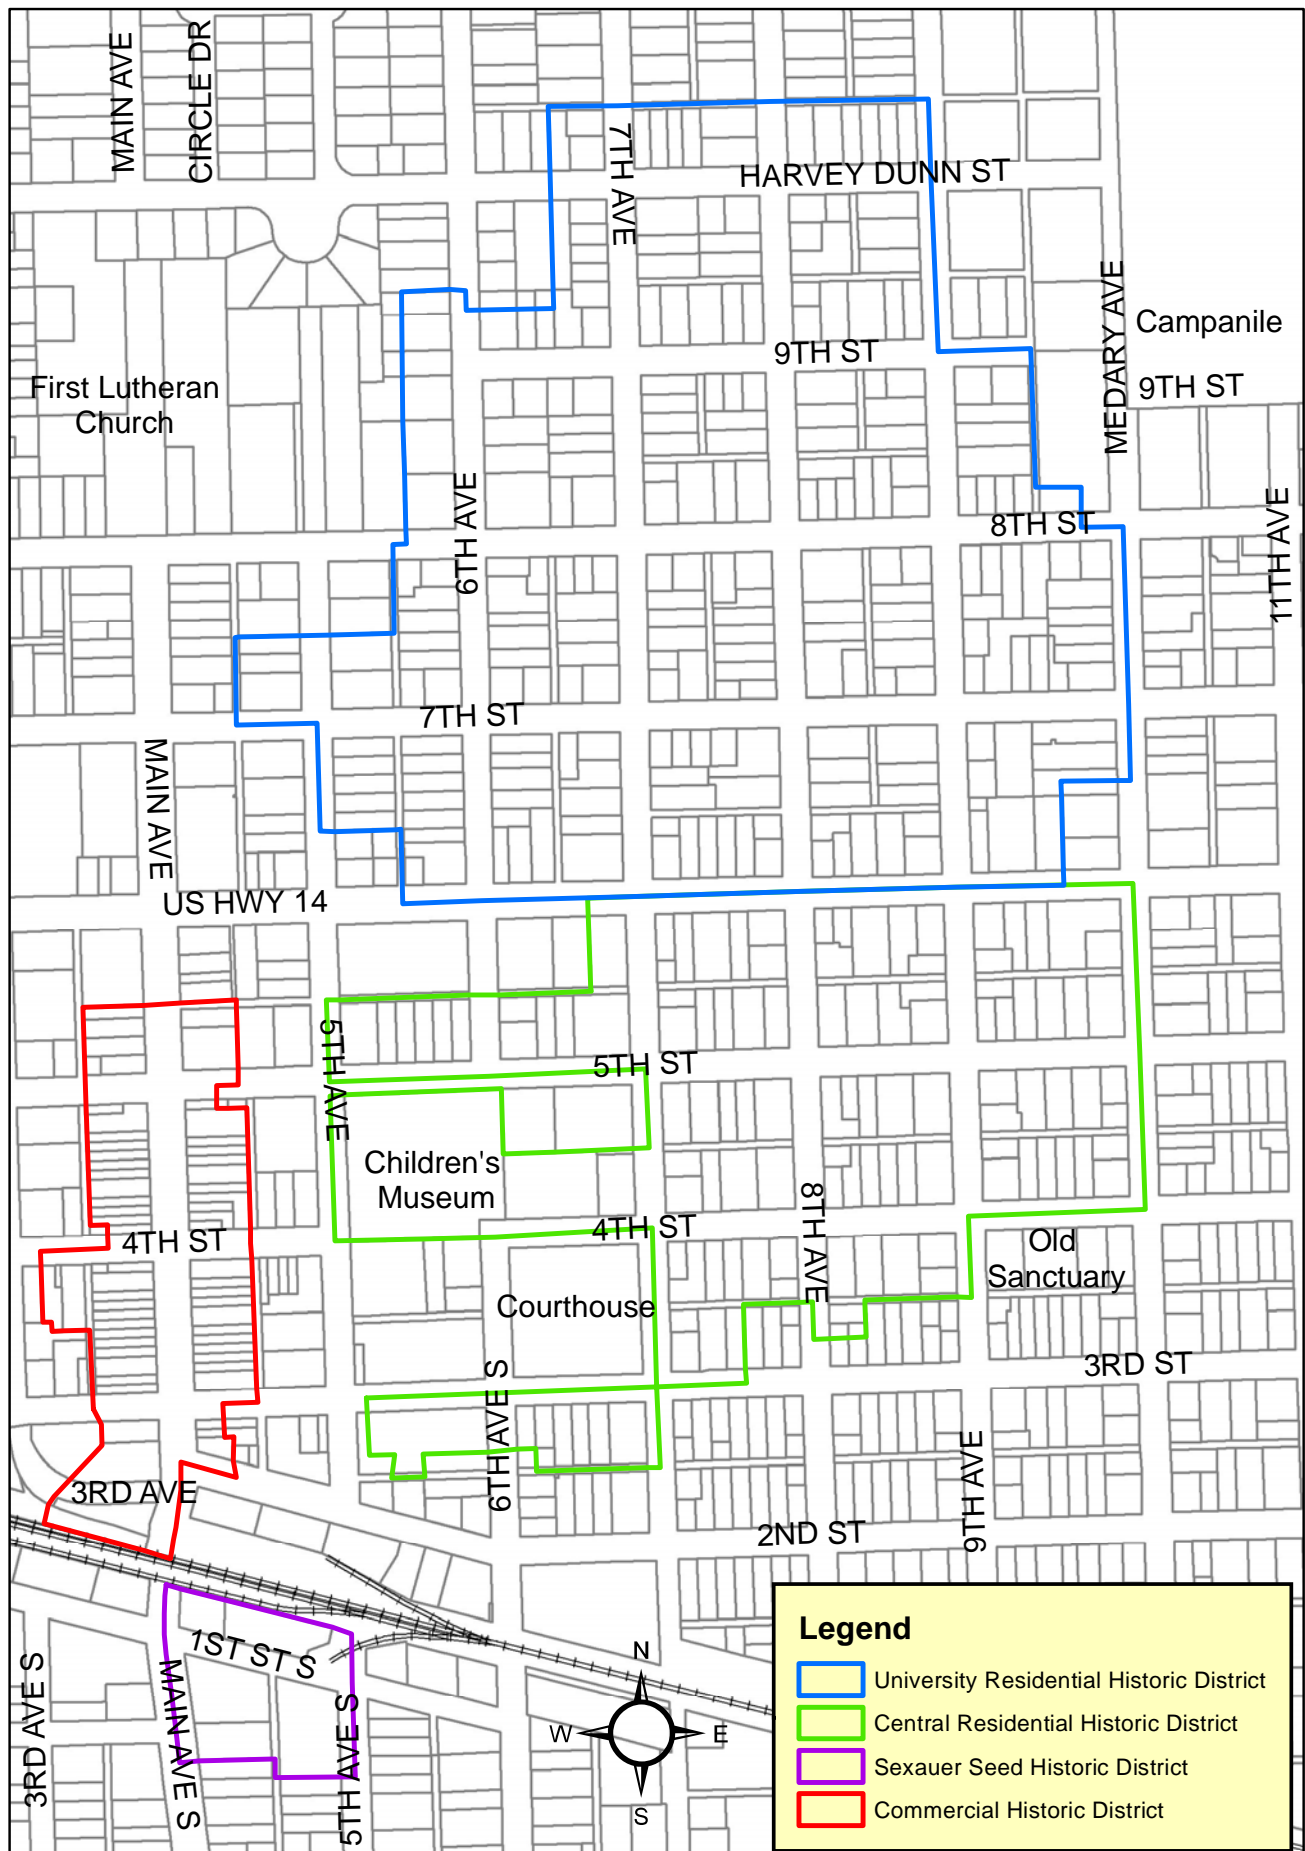 MAIN AVE
CIRCLE DR
7TH AVE
HARVEY DUNN ST
MEDARY AVE
Campanile
9TH ST
9TH ST
First Lutheran
Church
6TH AVE
8TH ST
11TH AVE
7TH ST
MAIN AVE
US HWY 14
5TH AVE
5TH ST
Children's
Museum
8TH AVE
4TH ST
4TH ST
Old
Sanctuary
Courthouse
3RD ST
6TH AVE S
9TH AVE
3RD AVE
2ND ST
1ST ST S
3RD AVE S
MAIN AVE S
5TH AVE S
N
W
E
S
Legend
University Residential Historic District
Central Residential Historic District
Sexauer Seed Historic District
Commercial Historic District